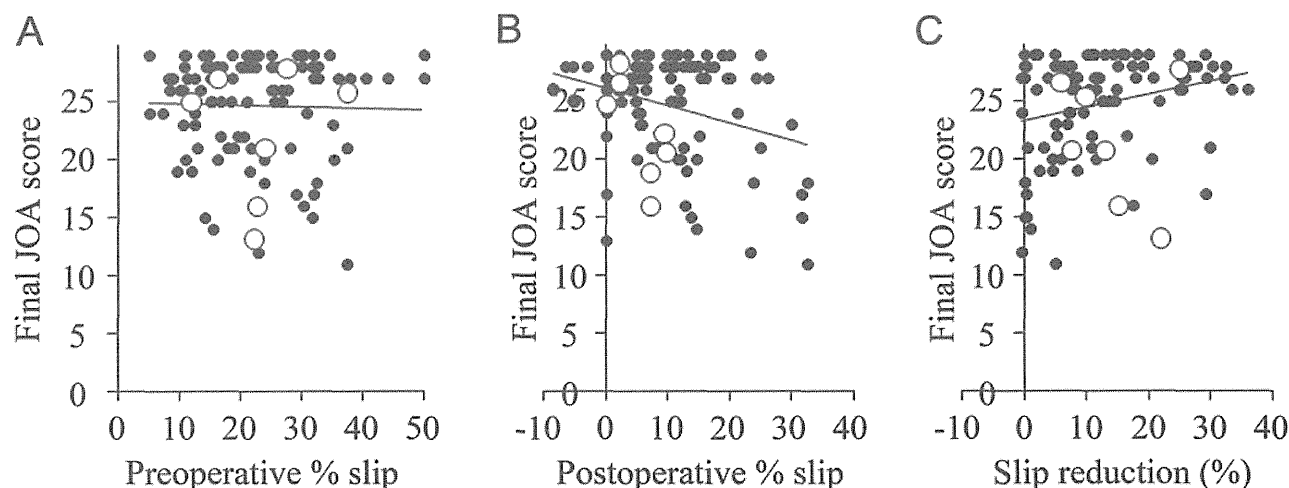 A
Final JOA score
25
20
15
10
5
0
0 10 20 30 40 50
Preoperative % slip
B
Final JOA score
25
20
15
10
5
0
-10 0 10 20 30 40
Postoperative % slip
C
Final JOA score
25
20
15
10
5
0
-10 0 10 20 30 40
Slip reduction (%)